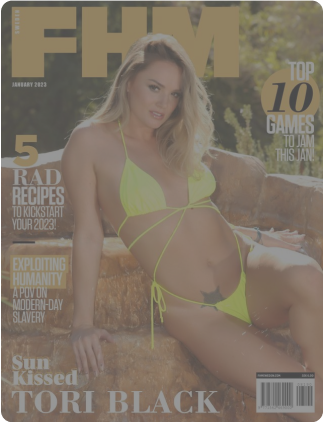 FHM
JANUARY 2023
TOP
10
GAMES
TO JAM
THIS JAN!
5
RAD
RECIPES
TO KICKSTART
YOUR 2023!
EXPLOITING
HUMANITY
A POV ON
MODERN-DAY
SLAVERY
Sun
Kissed
TORI BLACK